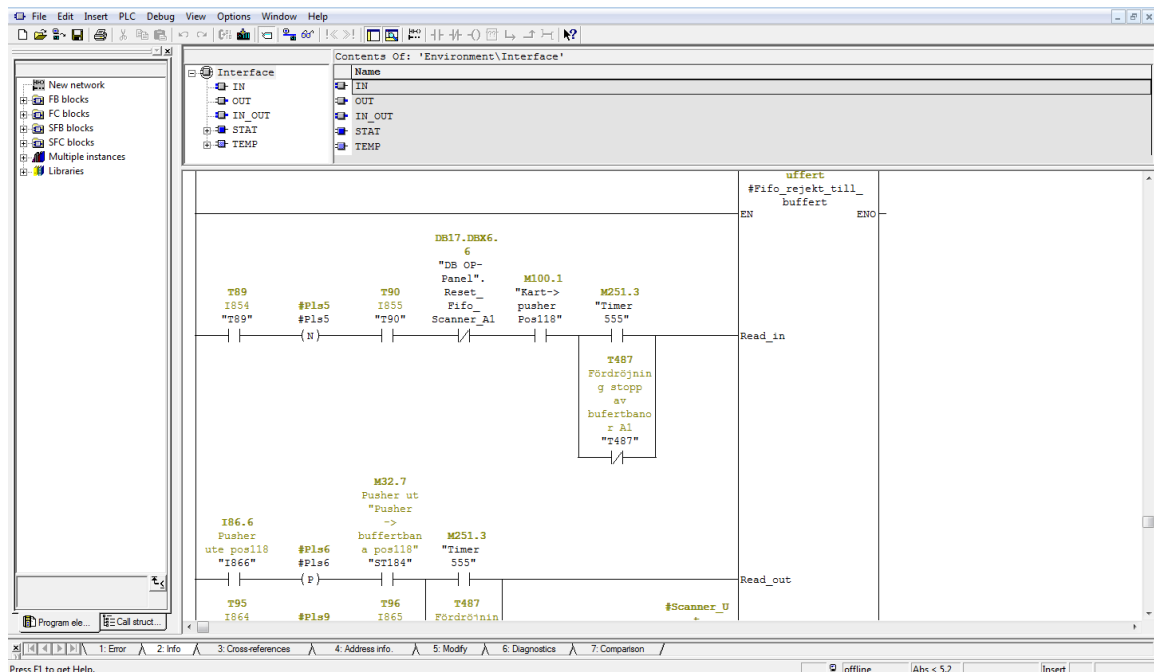 File Edit Insert PLC Debug View Options Window Help
Contents Of: 'Environment\Interface'
Interface
IN
OUT
IN_OUT
STAT
TEMP
Name
IN
OUT
IN_OUT
STAT
TEMP
New network
FB blocks
FC blocks
SFB blocks
SFC blocks
Multiple instances
Libraries
uffert
#Fifo_rejekt_till_
buffert
EN ENO
DB17.DBX6.
6
"DB OP-
Panel".
Reset_
Fifo_
Scanner_A1
T89
I854
"T89"
#Pls5
#Pls5
(N)
T90
I855
"T90"
M100.1
"Kart->
pusher
Pos118"
M251.3
"Timer
555"
Read_in
T487
Fördröjnin
g stopp
av
bufertbano
r A1
"T487"
I86.6
Pusher
ute pos118
"I866"
#Pls6
#Pls6
(P)
M32.7
Pusher ut
"Pusher
->
buffertban
a pos118"
"ST184"
M251.3
"Timer
555"
Read_out
T95
I864
#Pls9
T96
I865
T487
Fördröjnin
#Scanner_U
Program ele... Call struct...
1: Error 2: Info 3: Cross-references 4: Address info. 5: Modify 6: Diagnostics 7: Comparison
Press F1 to get Help. offline Abs < 5.2 Insert